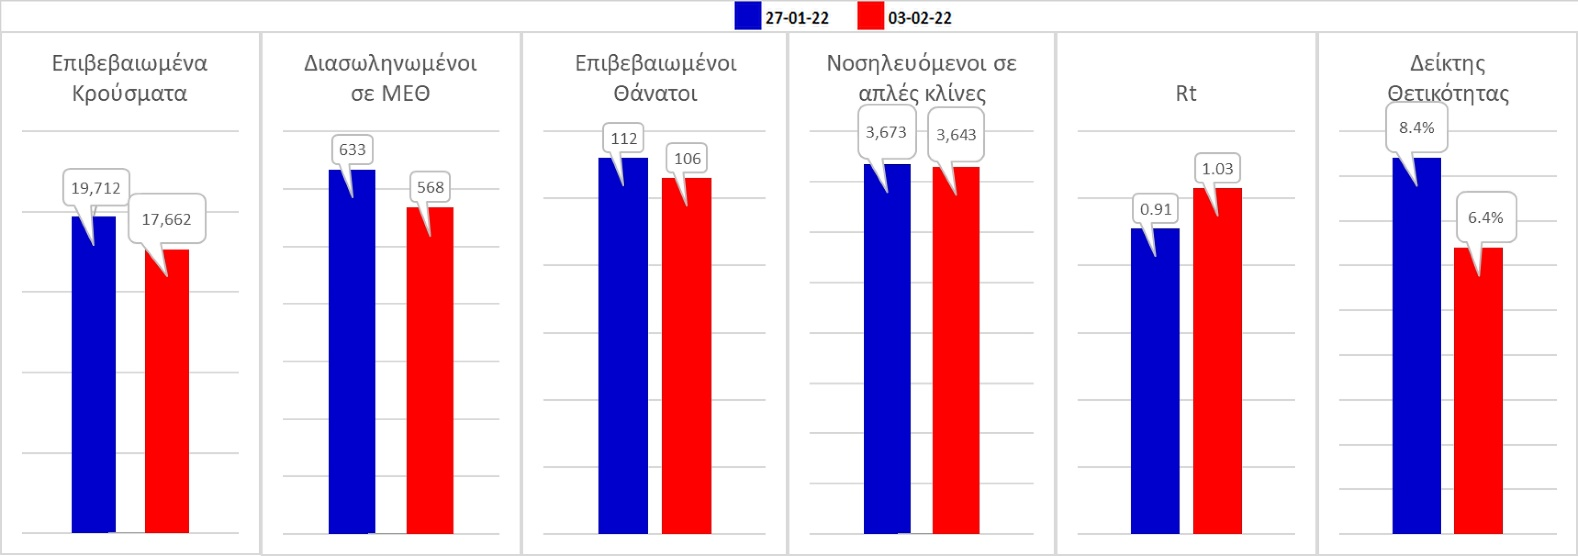 27-01-22
03-02-22
Επιβεβαιωμένα
Κρούσματα
19,712
17,662
Διασωληνωμένοι
σε ΜΕΘ
633
568
Επιβεβαιωμένοι
Θάνατοι
112
106
Νοσηλευόμενοι σε
απλές κλίνες
3,673
3,643
Rt
0.91
1.03
Δείκτης
Θετικότητας
8.4%
6.4%